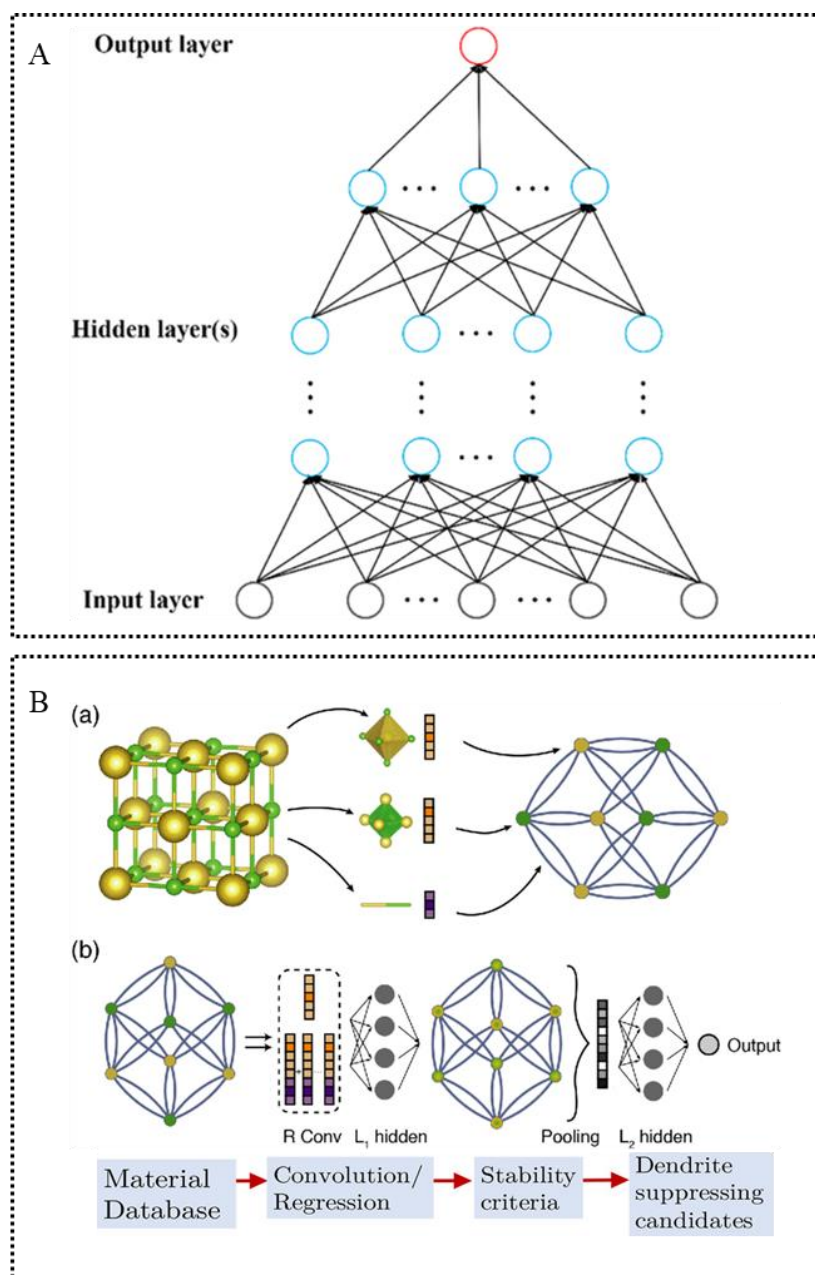 A
Output layer
Hidden layer(s)
Input layer
B
(a)
(b)
Output
R Conv L₁ hidden Pooling L₂ hidden
Material
Database
Convolution/
Regression
Stability
criteria
Dendrite
suppressing
candidates